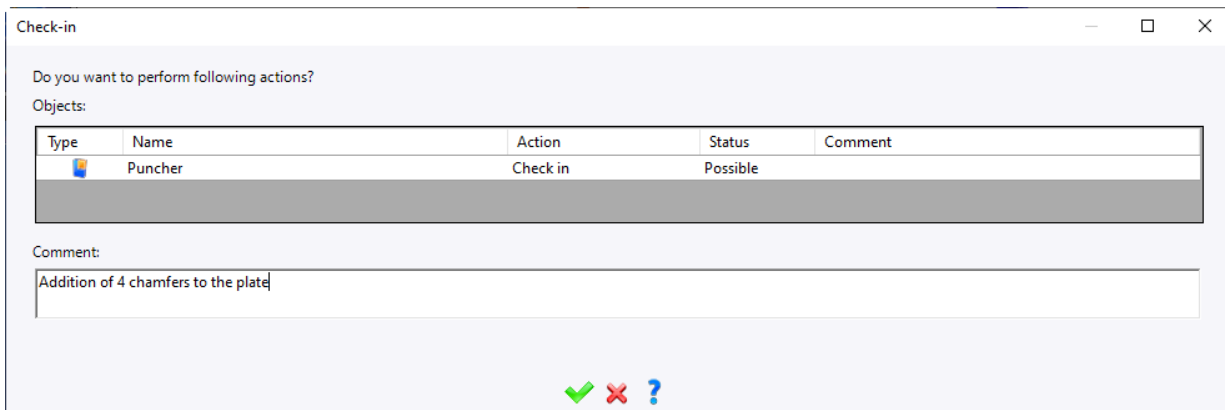 Check-in
Do you want to perform following actions?
Objects:
Type Name Action Status Comment
Puncher Check in Possible
Comment:
Addition of 4 chamfers to the plate